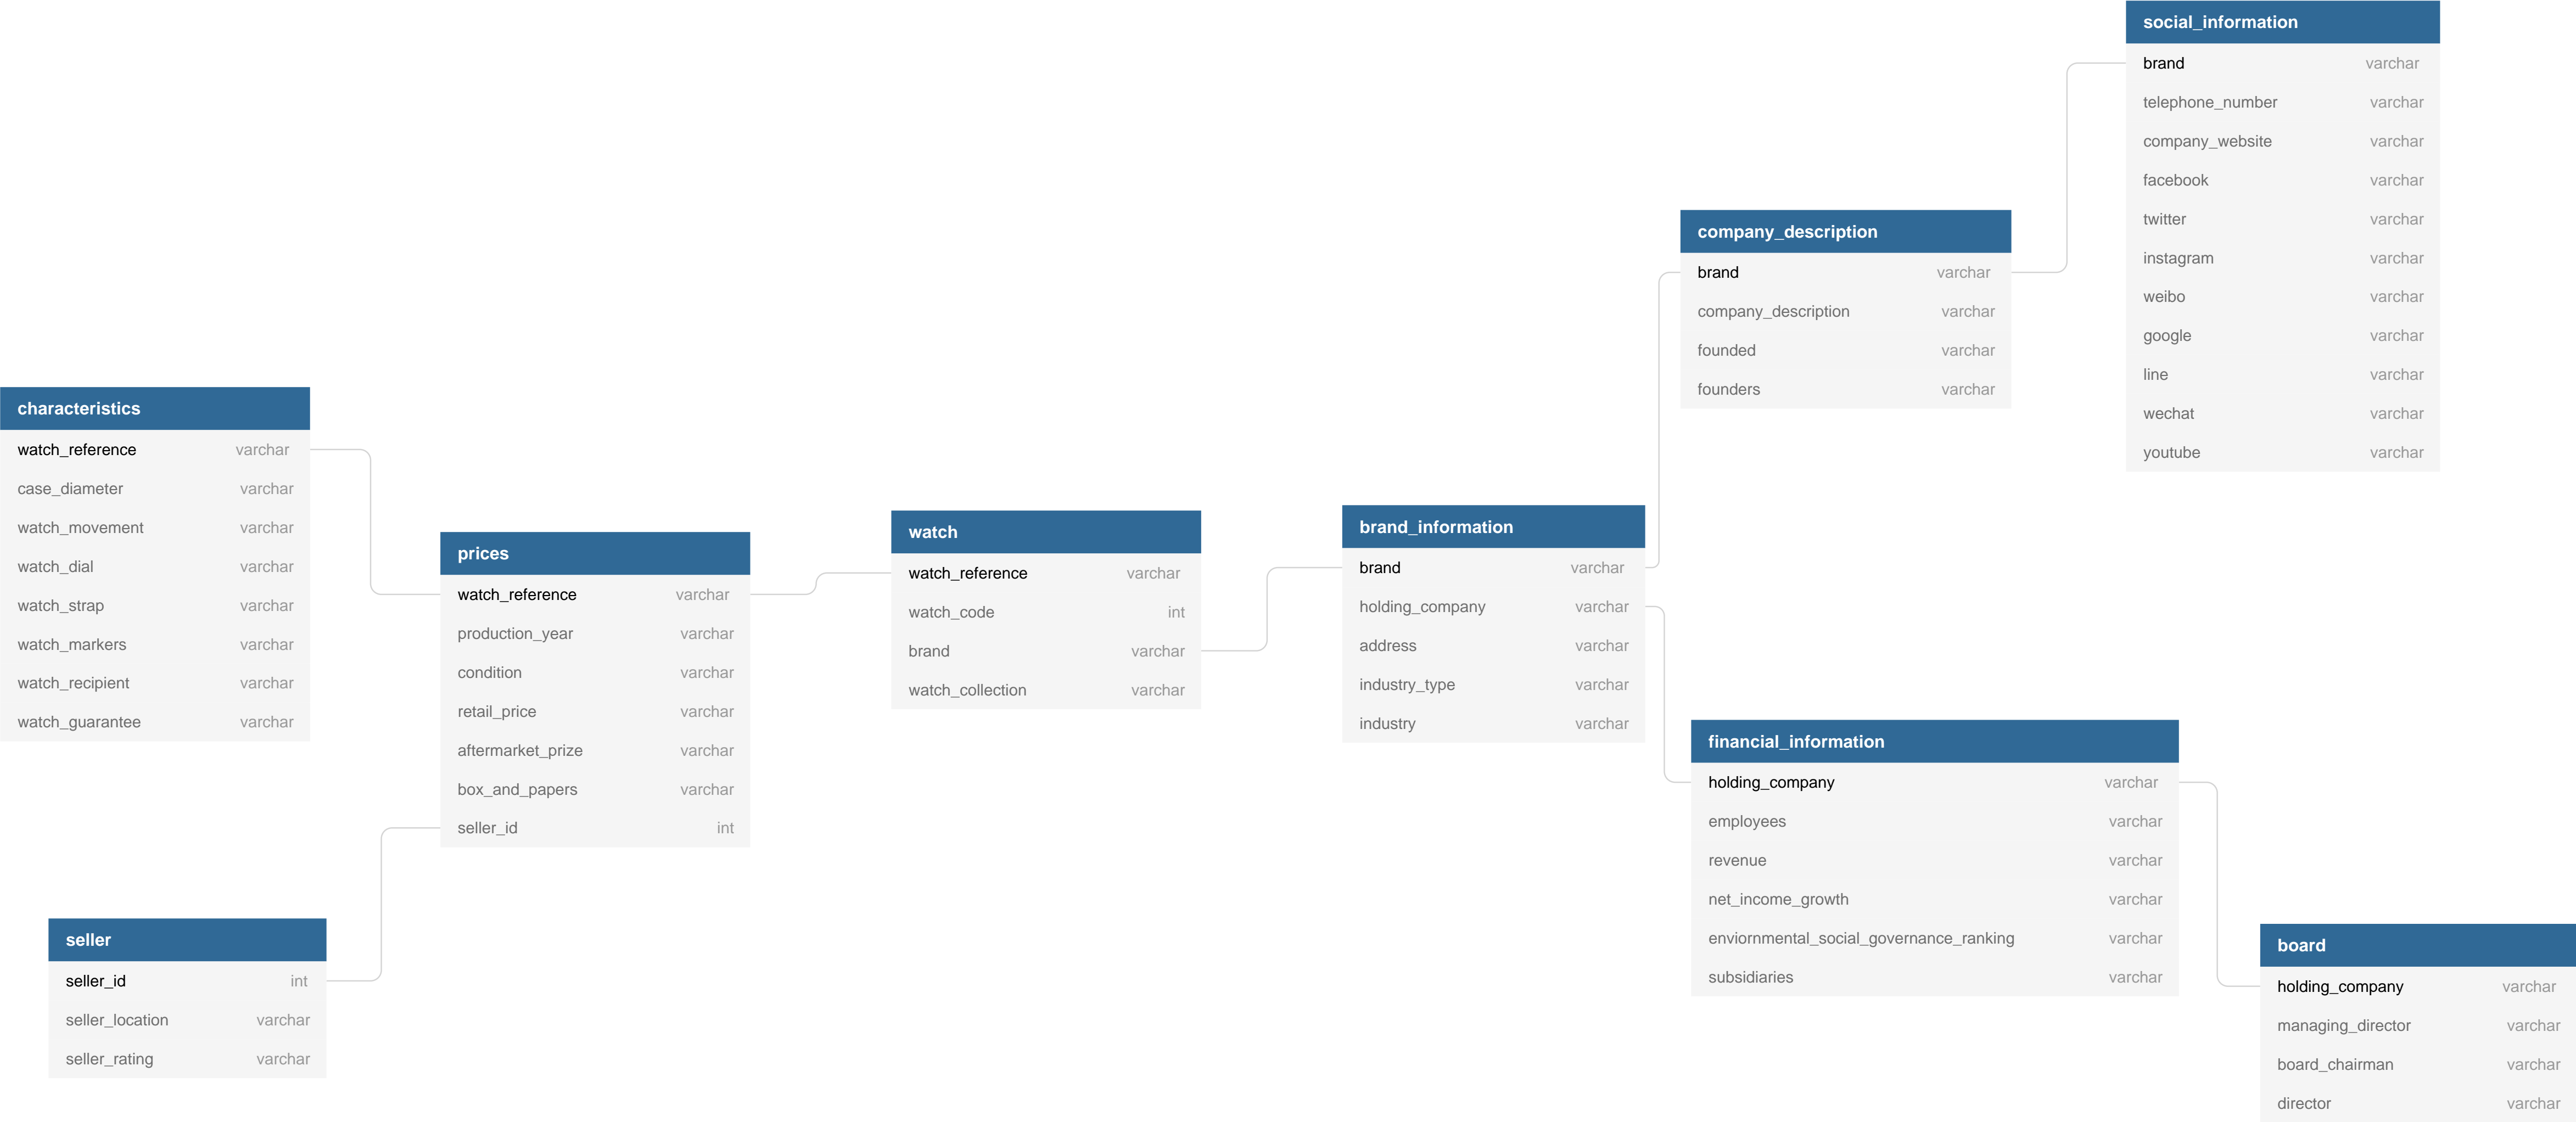 social_information
brand varchar
telephone_number varchar
company_website varchar
facebook varchar
twitter varchar
instagram varchar
weibo varchar
google varchar
line varchar
wechat varchar
youtube varchar
company_description
brand varchar
company_description varchar
founded varchar
founders varchar
characteristics
watch_reference varchar
case_diameter varchar
watch_movement varchar
watch_dial varchar
watch_strap varchar
watch_markers varchar
watch_recipient varchar
watch_guarantee varchar
prices
watch_reference varchar
production_year varchar
condition varchar
retail_price varchar
aftermarket_prize varchar
box_and_papers varchar
seller_id int
watch
watch_reference varchar
watch_code int
brand varchar
watch_collection varchar
brand_information
brand varchar
holding_company varchar
address varchar
industry_type varchar
industry varchar
financial_information
holding_company varchar
employees varchar
revenue varchar
net_income_growth varchar
enviornmental_social_governance_ranking varchar
subsidiaries varchar
seller
seller_id int
seller_location varchar
seller_rating varchar
board
holding_company varchar
managing_director varchar
board_chairman varchar
director varchar